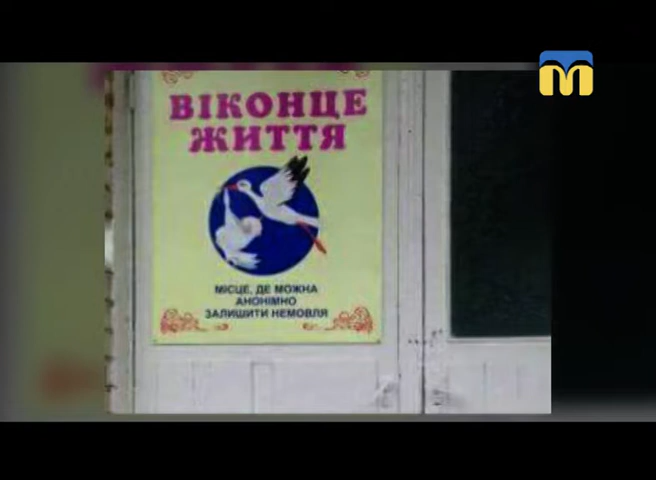 ВІКОНЦЕ
ЖИТТЯ
МІСЦЕ, ДЕ МОЖНА
АНОНІМНО
ЗАЛИШИТИ НЕМОВЛЯ
М